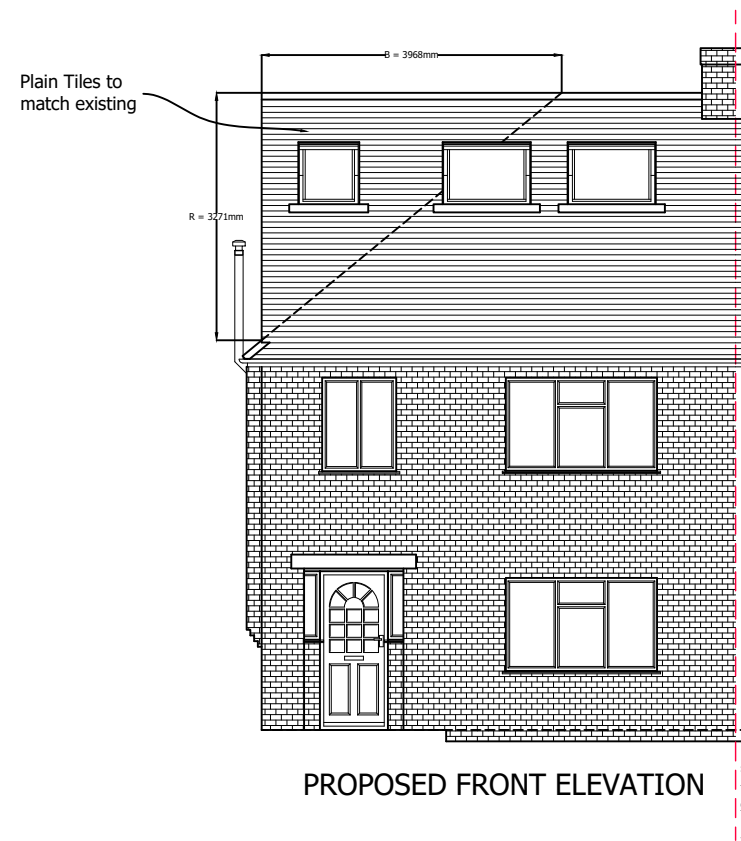 B = 3968mm
Plain Tiles to
match existing
R = 3271mm
PROPOSED FRONT ELEVATION